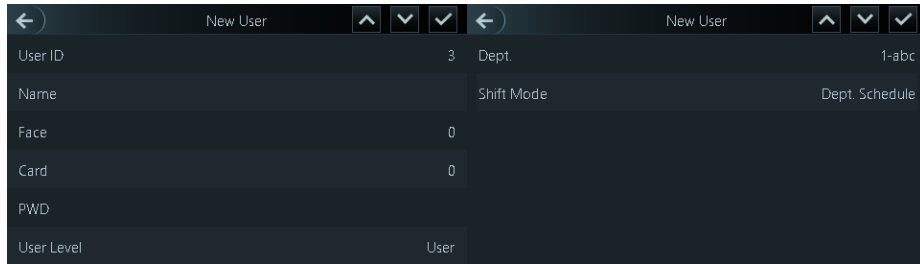 New User
User ID 3
Name
Face 0
Card 0
PWD
User Level User
New User
Dept. 1-abc
Shift Mode Dept. Schedule